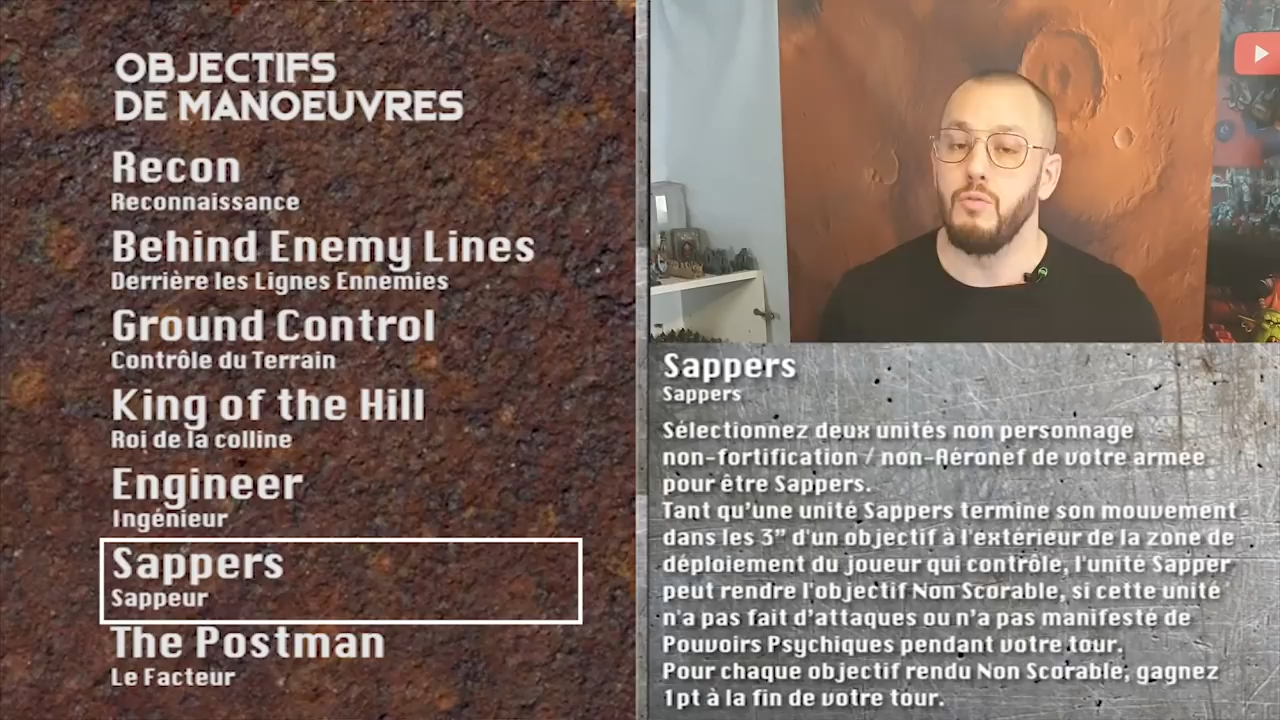 OBJECTIFS
DE MANOEUVRES
Recon
Reconnaissance
Behind Enemy Lines
Derrière les Lignes Ennemies
Ground Control
Contrôle du Terrain
King of the Hill
Roi de la colline
Engineer
Ingénieur
Sappers
Sappeur
The Postman
Le Facteur
Sappers
Sappers
Sélectionnez deux unités non personnage
non-fortification / non-Aéronef de votre armée
pour être Sappers.
Tant qu'une unité Sappers termine son mouvement
dans les 3” d'un objectif à l'extérieur de la zone de
déploiement du joueur qui contrôle, l'unité Sapper
peut rendre l'objectif Non Scorable, si cette unité
n'a pas fait d'attaques ou n'a pas manifesté de
Pouvoirs Psychiques pendant votre tour.
Pour chaque objectif rendu Non Scorable, gagnez
1pt à la fin de votre tour.